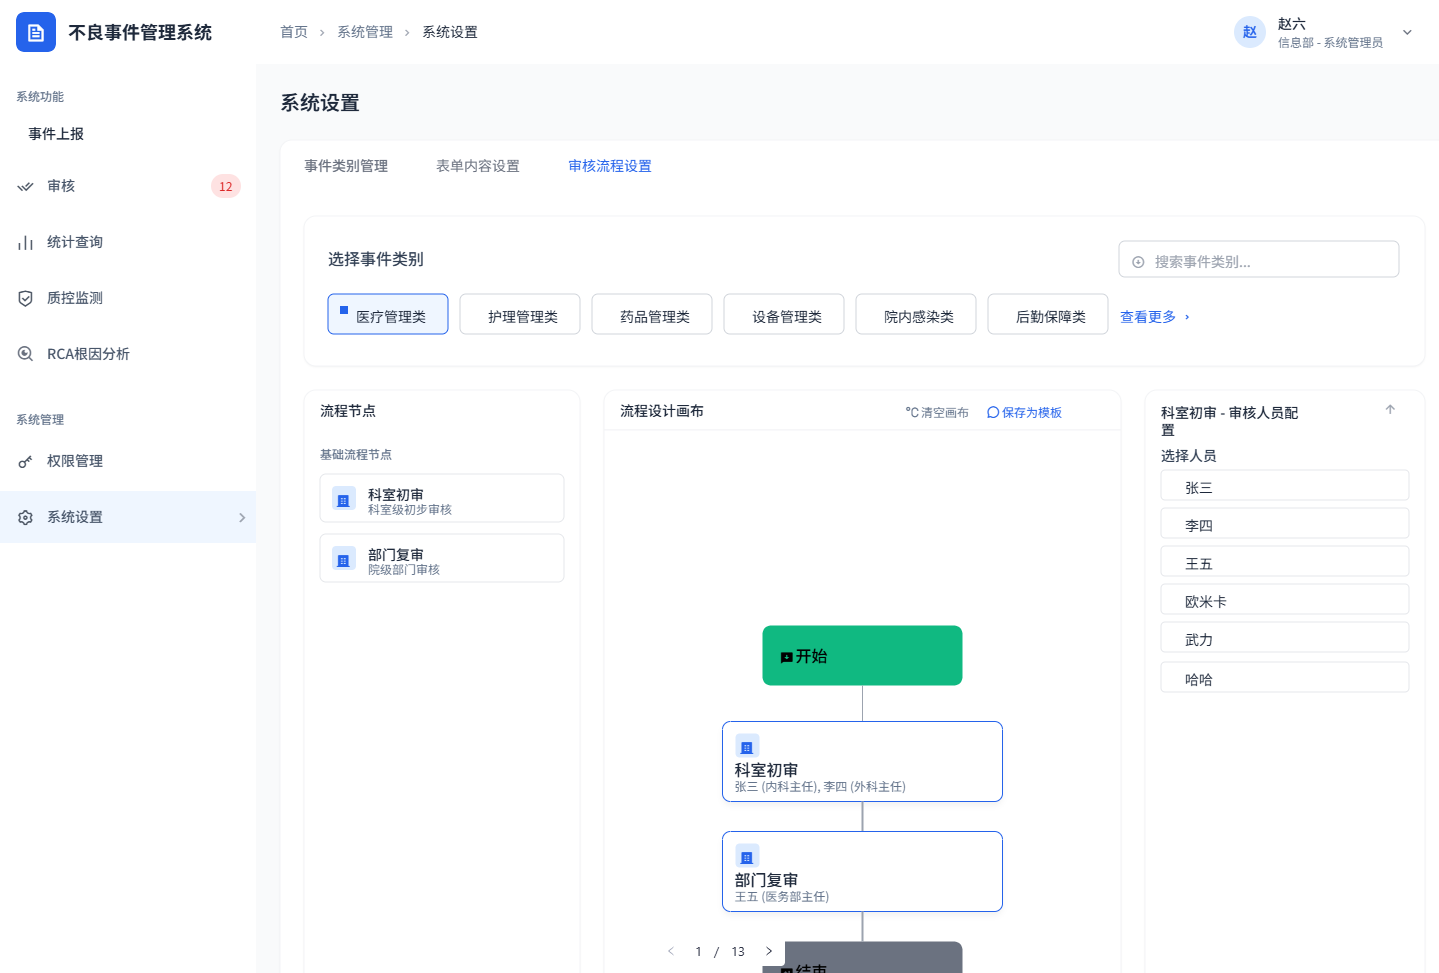 不良事件管理系统
首页 › 系统管理 › 系统设置
赵
赵六
信息部 - 系统管理员
系统功能
事件上报
审核 12
统计查询
质控监测
RCA根因分析
系统管理
权限管理
系统设置
系统设置
事件类别管理 表单内容设置 审核流程设置
选择事件类别
搜索事件类别...
医疗管理类 护理管理类 药品管理类 设备管理类 院内感染类 后勤保障类 查看更多 ›
流程节点
基础流程节点
科室初审
科室级初步审核
部门复审
院级部门审核
流程设计画布
℃清空画布 保存为模板
开始
科室初审
张三 (内科主任), 李四 (外科主任)
部门复审
王五 (医务部主任)
结束
1 / 13
科室初审 - 审核人员配
置
选择人员
张三
李四
王五
欧米卡
武力
哈哈